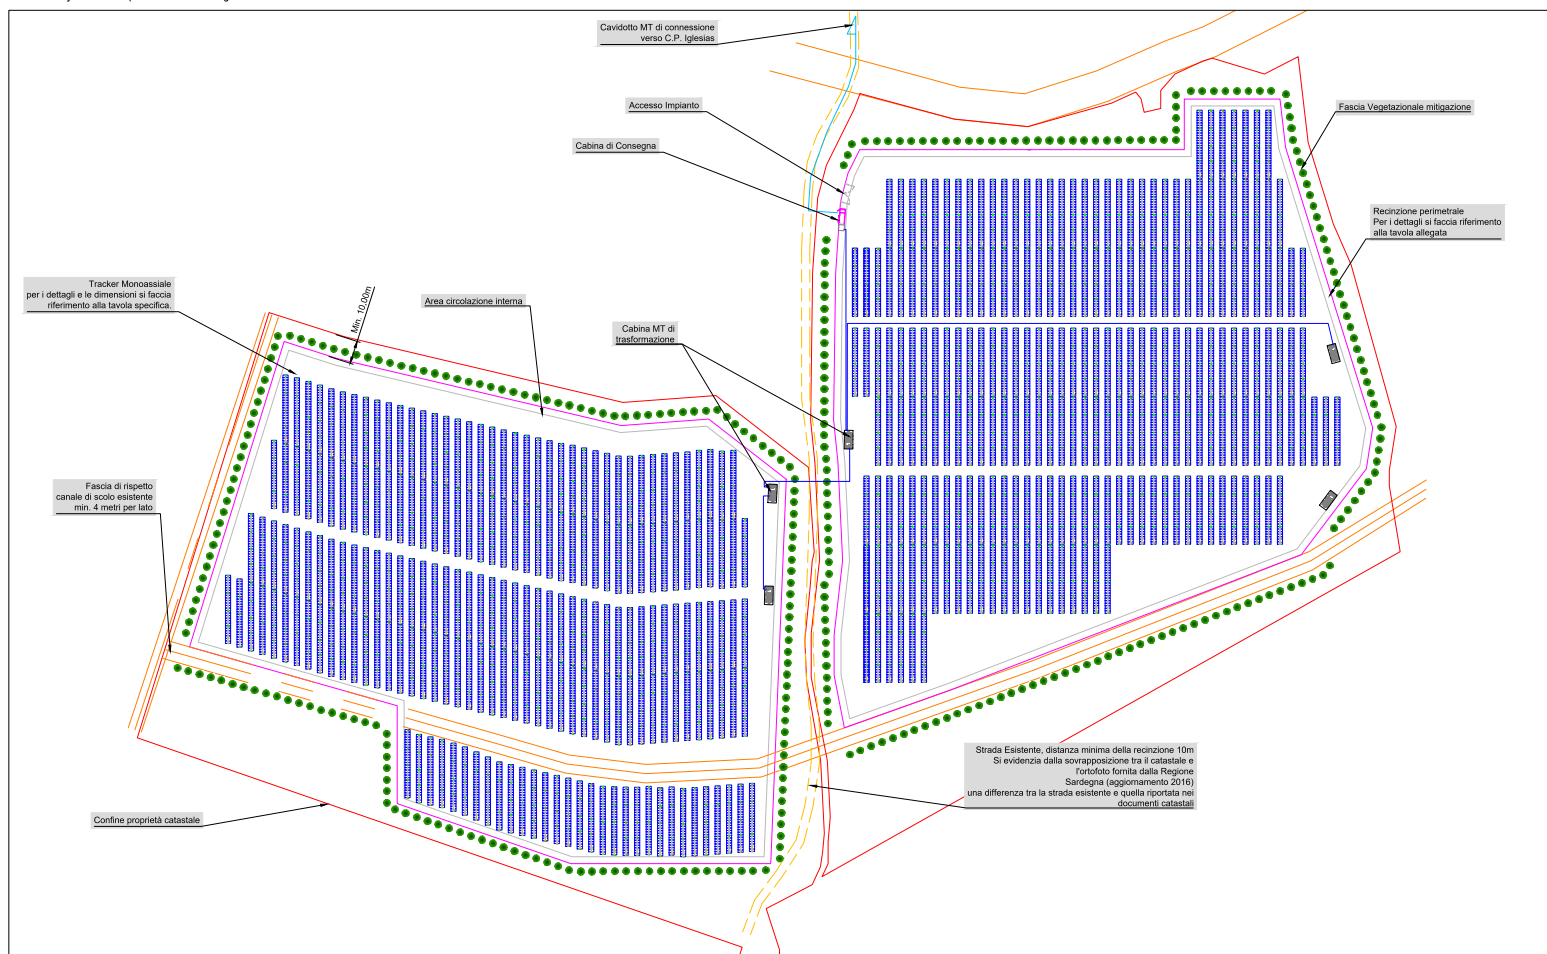 Cavidotto MT di connessione
verso C.P. Iglesias
Accesso Impianto
Cabina di Consegna
Fascia Vegetazionale mitigazione
Recinzione perimetrale
Per i dettagli si faccia riferimento
alla tavola allegata
Tracker Monoassiale
per i dettagli e le dimensioni si faccia
riferimento alla tavola specifica.
Min. 10,00m
Area circolazione interna
Cabina MT di
trasformazione
Fascia di rispetto
canale di scolo esistente
min. 4 metri per lato
Strada Esistente, distanza minima della recinzione 10m
Si evidenzia dalla sovrapposizione tra il catastale e
l'ortofoto fornita dalla Regione
Sardegna (aggiornamento 2016)
una differenza tra la strada esistente e quella riportata nei
documenti catastali
Confine proprietà catastale